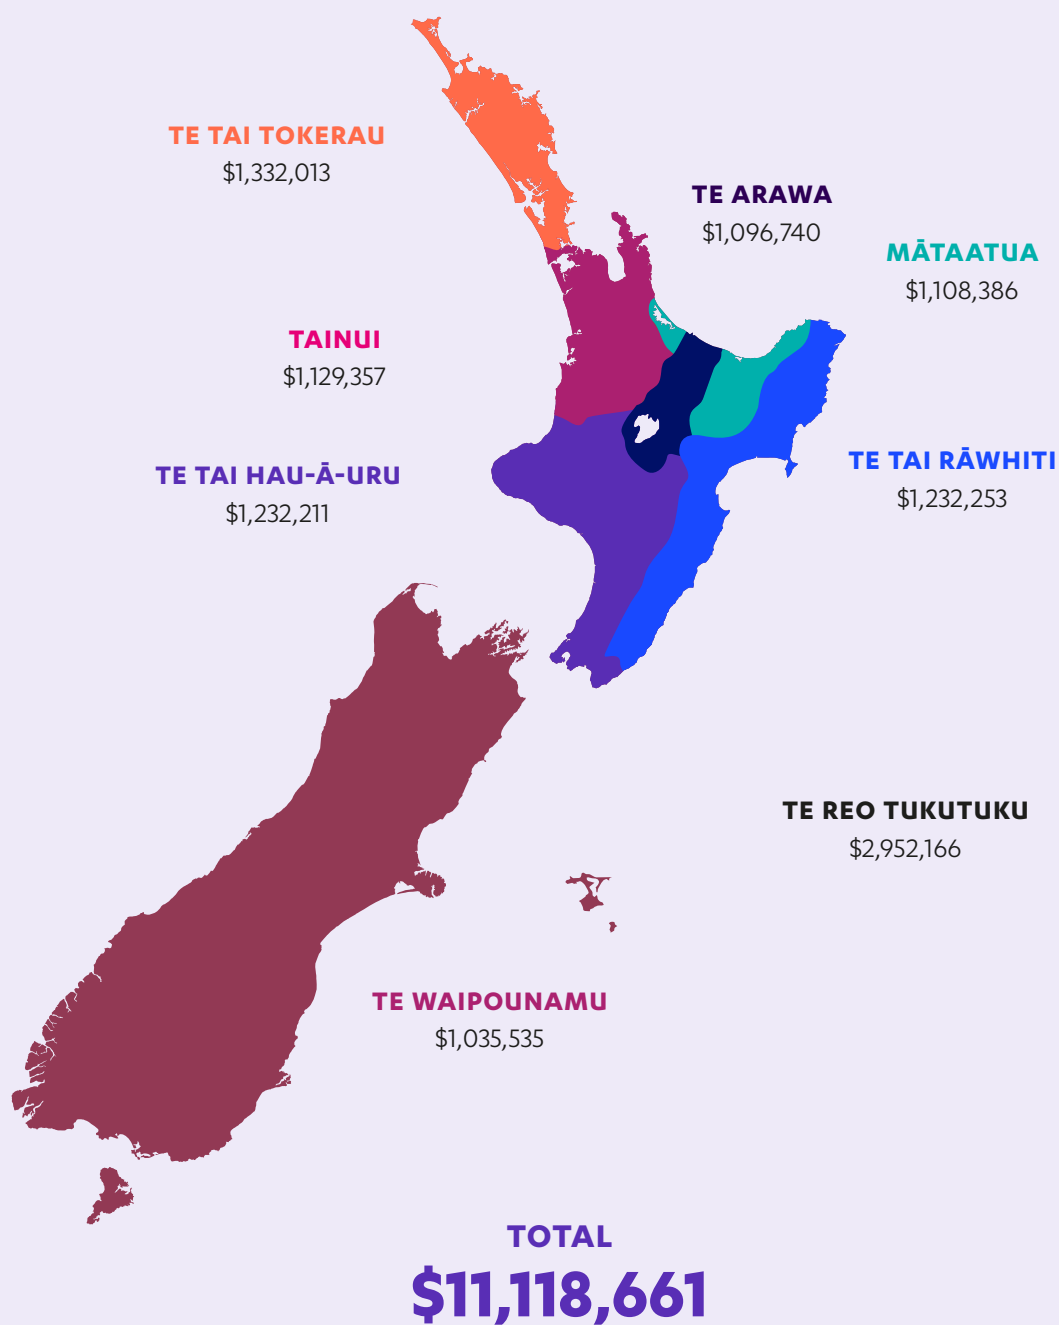 TE TAI TOKERAU
$1,332,013
TE ARAWA
$1,096,740
MĀTAATUA
$1,108,386
TAINUI
$1,129,357
TE TAI HAU-Ā-URU
$1,232,211
TE TAI RĀWHITI
$1,232,253
TE REO TUKUTUKU
$2,952,166
TE WAIPOUNAMU
$1,035,535
TOTAL
$11,118,661